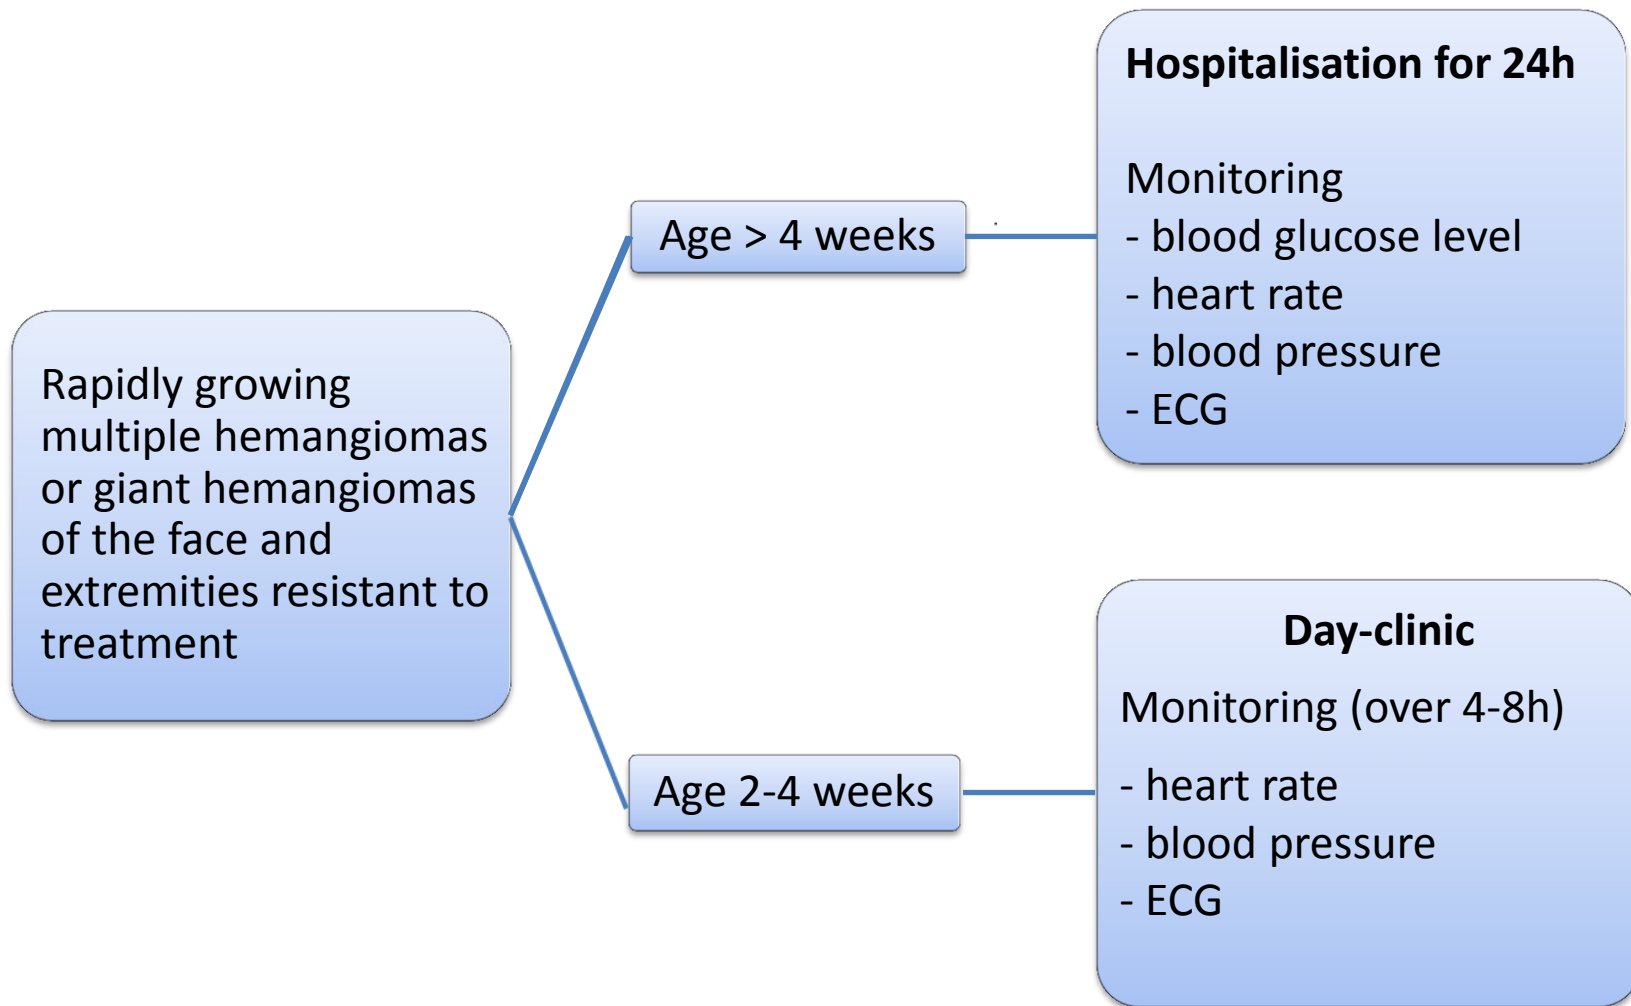 Rapidly growing
multiple hemangiomas
or giant hemangiomas
of the face and
extremities resistant to
treatment
Age > 4 weeks
Hospitalisation for 24h
Monitoring
- blood glucose level
- heart rate
- blood pressure
- ECG
Age 2-4 weeks
Day-clinic
Monitoring (over 4-8h)
- heart rate
- blood pressure
- ECG